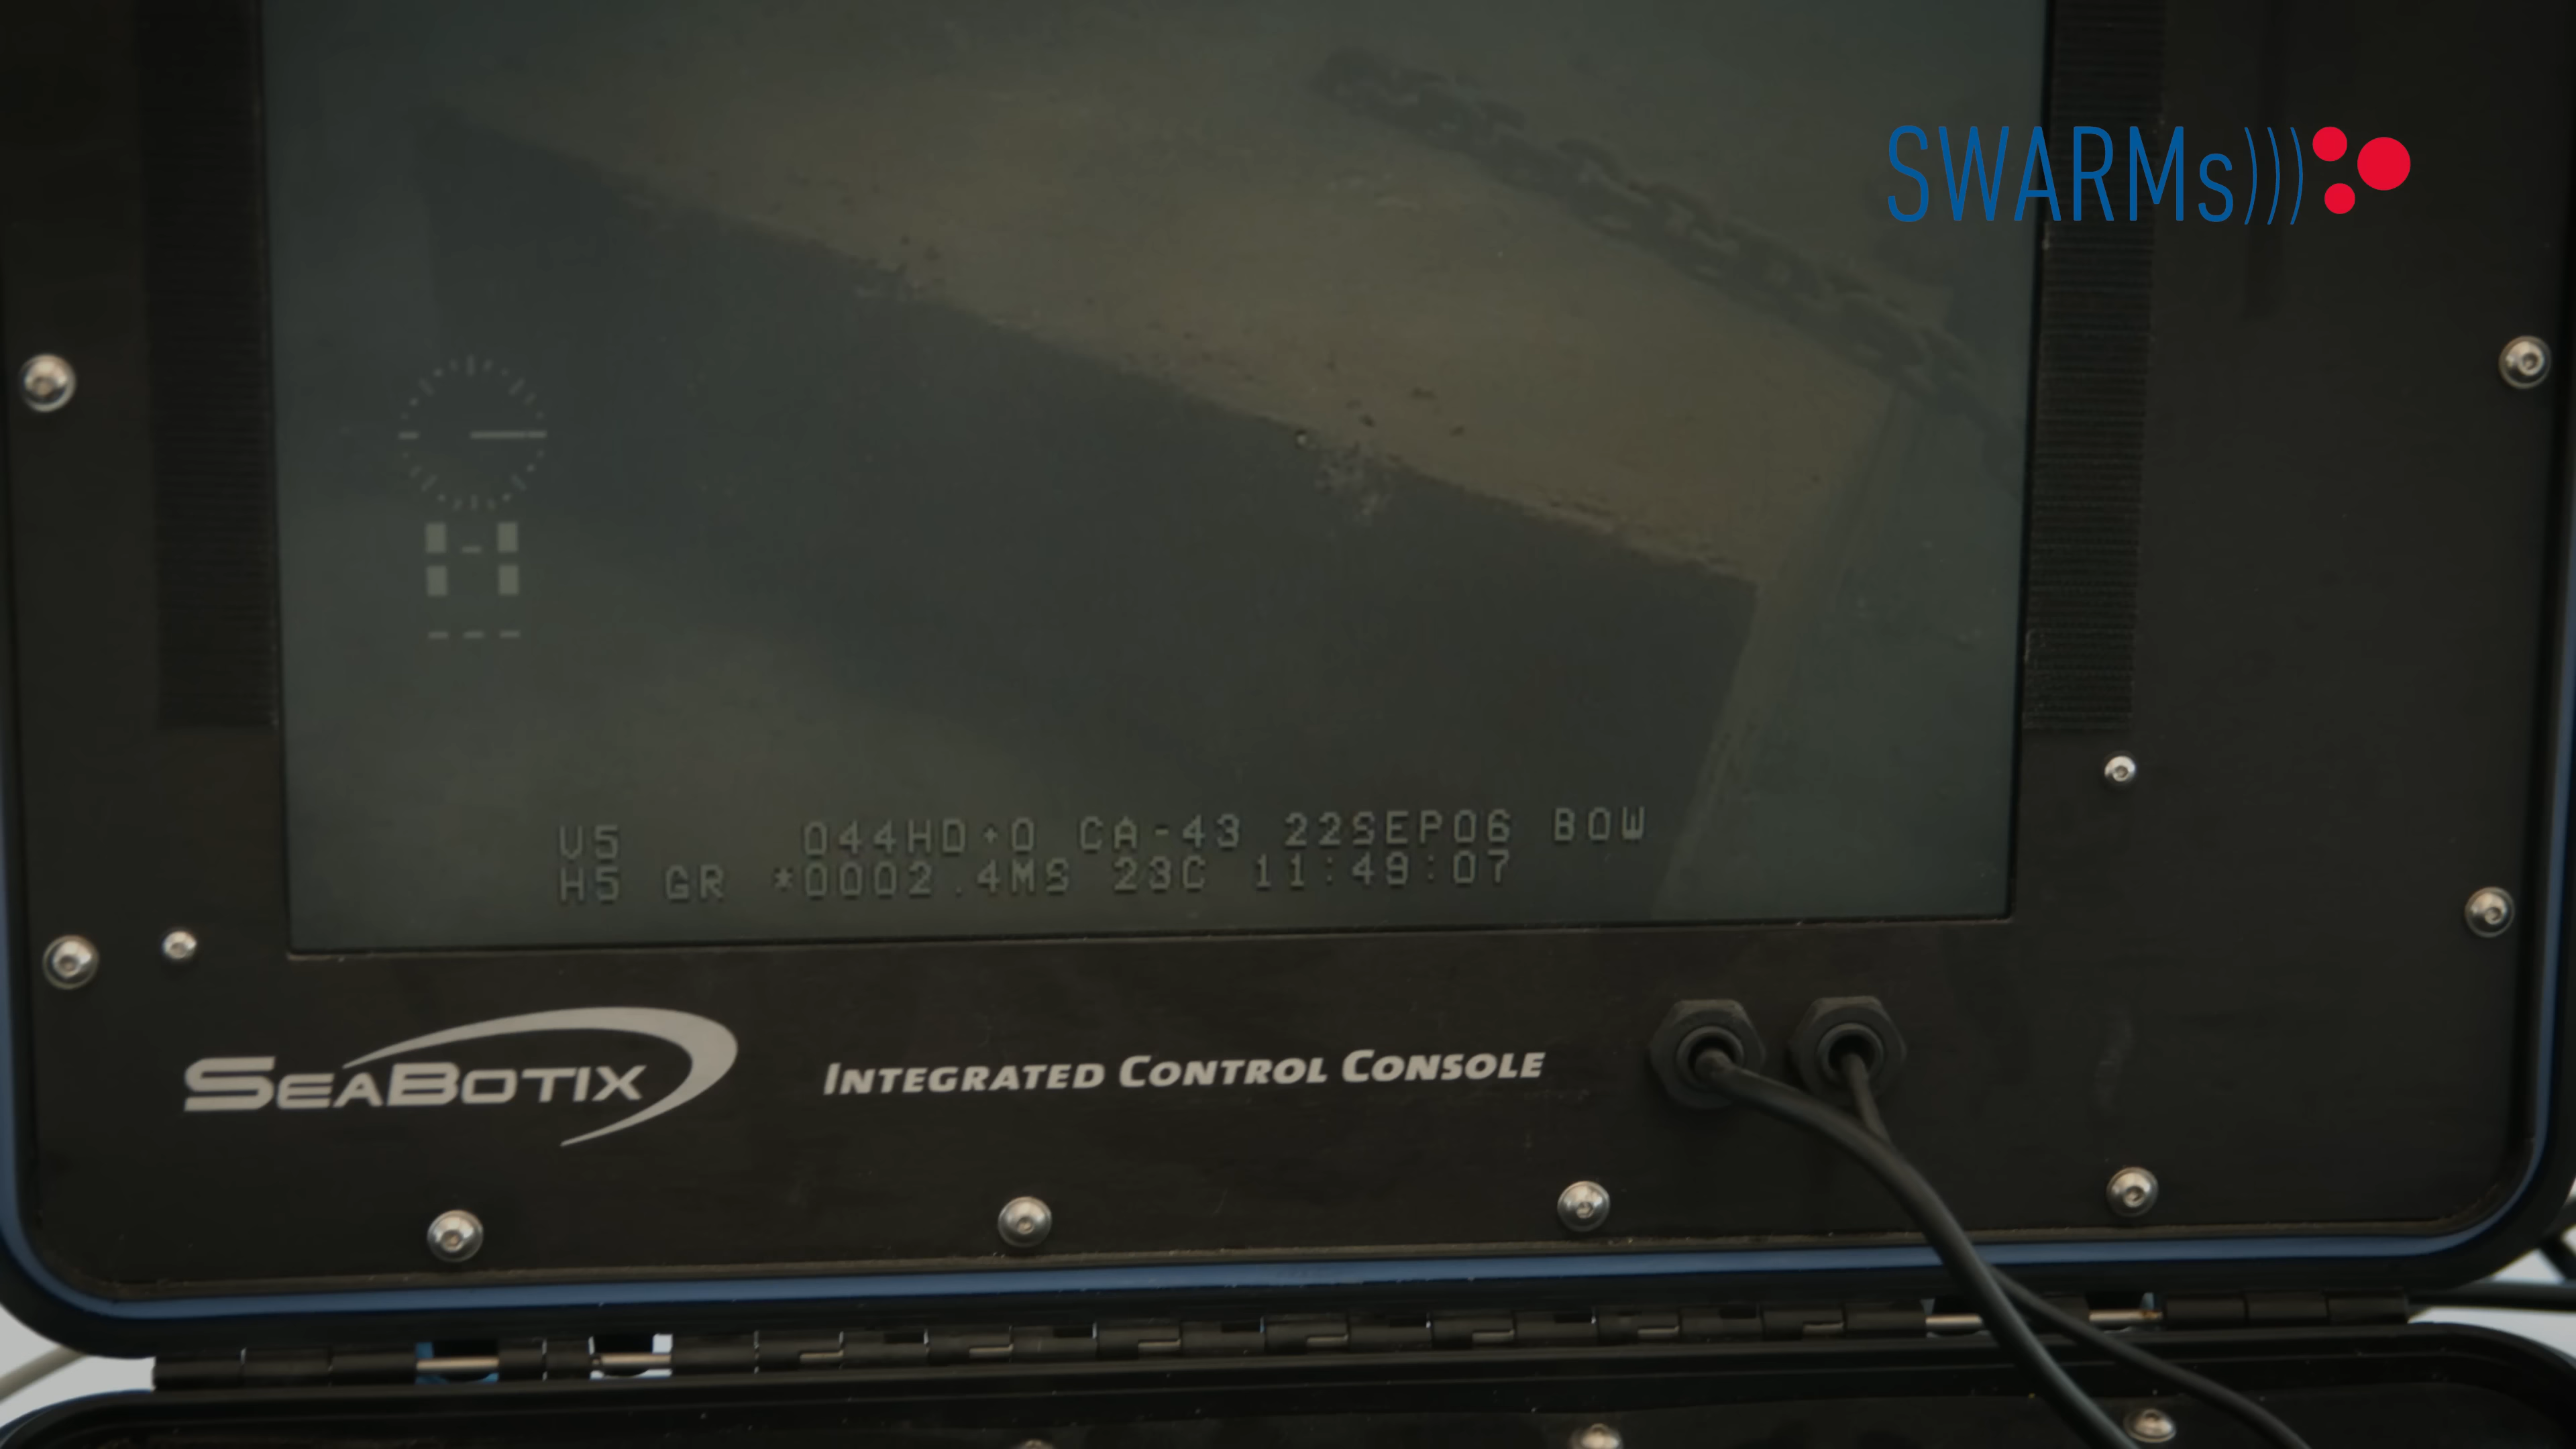 SWARMs
V5 044HD+0 CA-43 22SEP06 BOW
H5 GR *0002.4MS 23C 11:49:07
SEABOTIX
INTEGRATED CONTROL CONSOLE